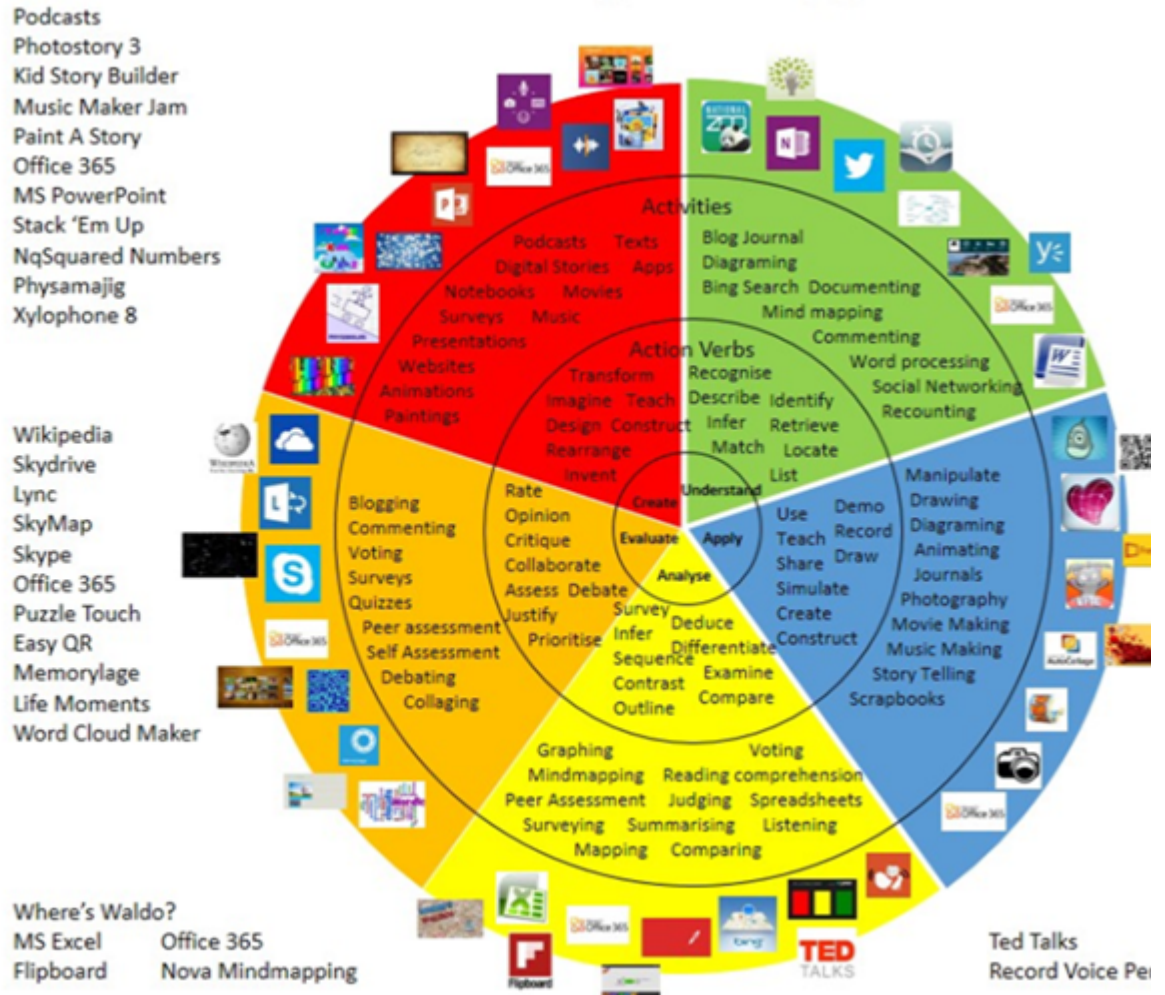 Podcasts
Photostory 3
Kid Story Builder
Music Maker Jam
Paint A Story
Office 365
MS PowerPoint
Stack ‘Em Up
NqSquared Numbers
Physamajig
Xylophone 8
Activities
Podcasts Texts
Digital Stories Apps
Notebooks Movies
Surveys Music
Presentations
Websites
Animations
Paintings
Action Verbs
Transform
Imagine Teach
Design Construct
Rearrange
Invent
Create
Blog Journal
Diagraming
Bing Search Documenting
Mind mapping
Commenting
Word processing
Social Networking
Recounting
Recognise
Describe Identify
Infer Retrieve
Match Locate
List
Understand
NATIONAL
ZOO
Office 365
Office 365
Wikipedia
Skydrive
Lync
SkyMap
Skype
Office 365
Puzzle Touch
Easy QR
Memorylage
Life Moments
Word Cloud Maker
WIKIPEDIA
Office 365
Blogging
Commenting
Voting
Surveys
Quizzes
Peer assessment
Self Assessment
Debating
Collaging
Rate
Opinion
Critique
Collaborate
Assess Debate
Justify
Prioritise
Evaluate
Apply
Analyse
Use Demo
Teach Record
Share Draw
Simulate
Create
Construct
Manipulate
Drawing
Diagraming
Animating
Journals
Photography
Movie Making
Music Making
Story Telling
Scrapbooks
AutoCollage
Office 365
Survey Deduce
Infer Differentiate
Sequence Examine
Contrast Compare
Outline
Graphing Voting
Mindmapping Reading comprehension
Peer Assessment Judging Spreadsheets
Surveying Summarising Listening
Mapping Comparing
Office 365
bing
Flipboard
TED
TALKS
Where’s Waldo?
MS Excel Office 365
Flipboard Nova Mindmapping
Ted Talks
Record Voice Per